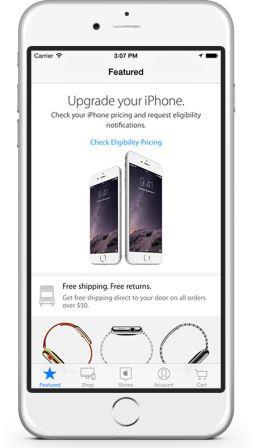 Carrier 3:07 PM
Featured
Upgrade your iPhone.
Check your iPhone pricing and request eligibility
notifications.
Check Eligibility Pricing
9:41 9:41
Free shipping. Free returns.
Get free shipping direct to your door on all orders
over $50.
Featured Shop Stores Account Cart